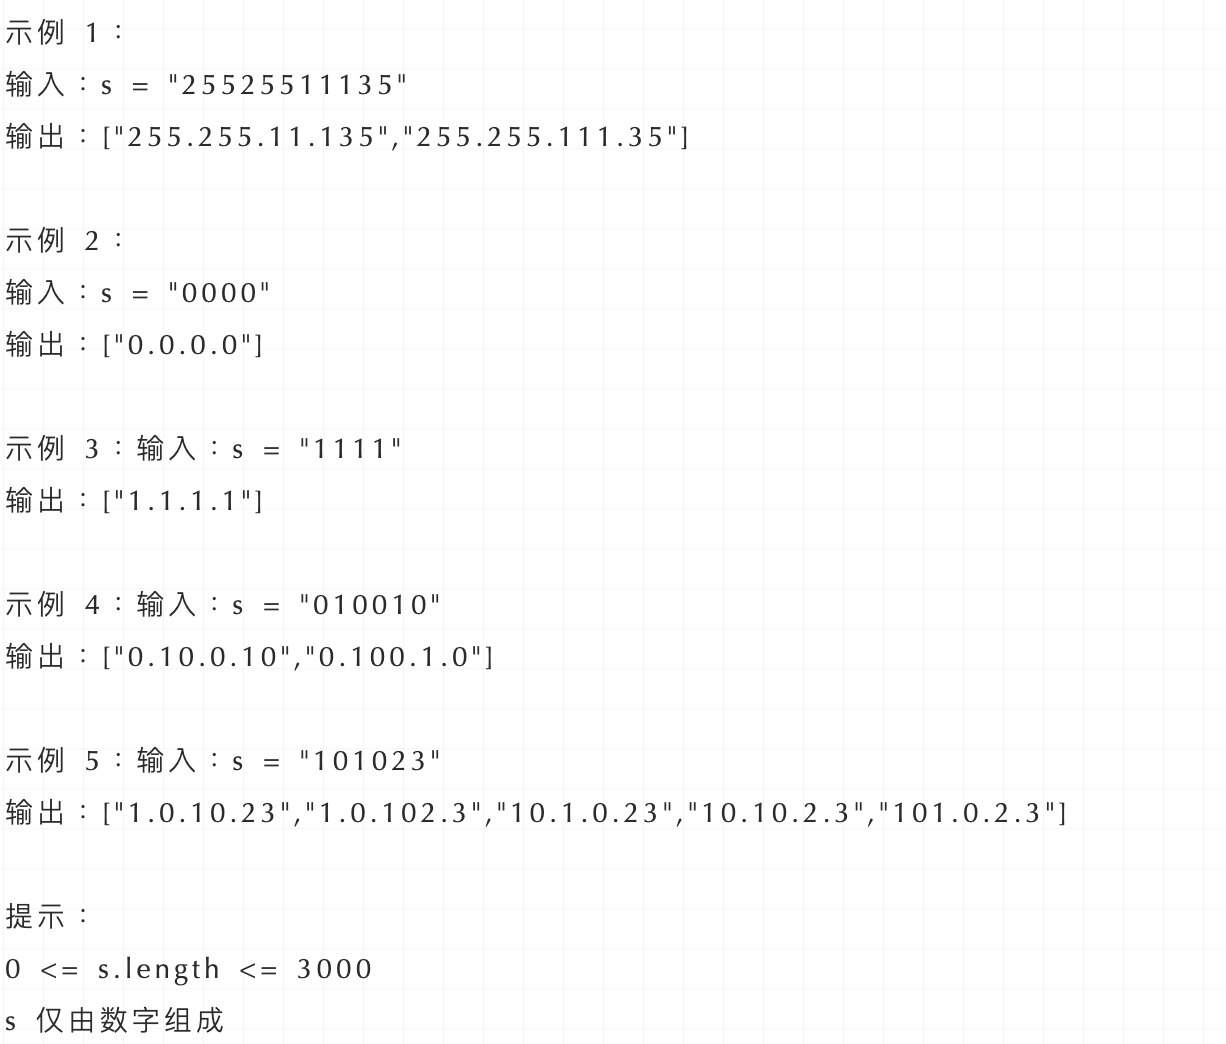 示例 1：
输入：s = "25525511135"
输出：["255.255.11.135","255.255.111.35"]
示例 2：
输入：s = "0000"
输出：["0.0.0.0"]
示例 3：输入：s = "1111"
输出：["1.1.1.1"]
示例 4：输入：s = "010010"
输出：["0.10.0.10","0.100.1.0"]
示例 5：输入：s = "101023"
输出：["1.0.10.23","1.0.102.3","10.1.0.23","10.10.2.3","101.0.2.3"]
提示：
0 <= s.length <= 3000
s 仅由数字组成